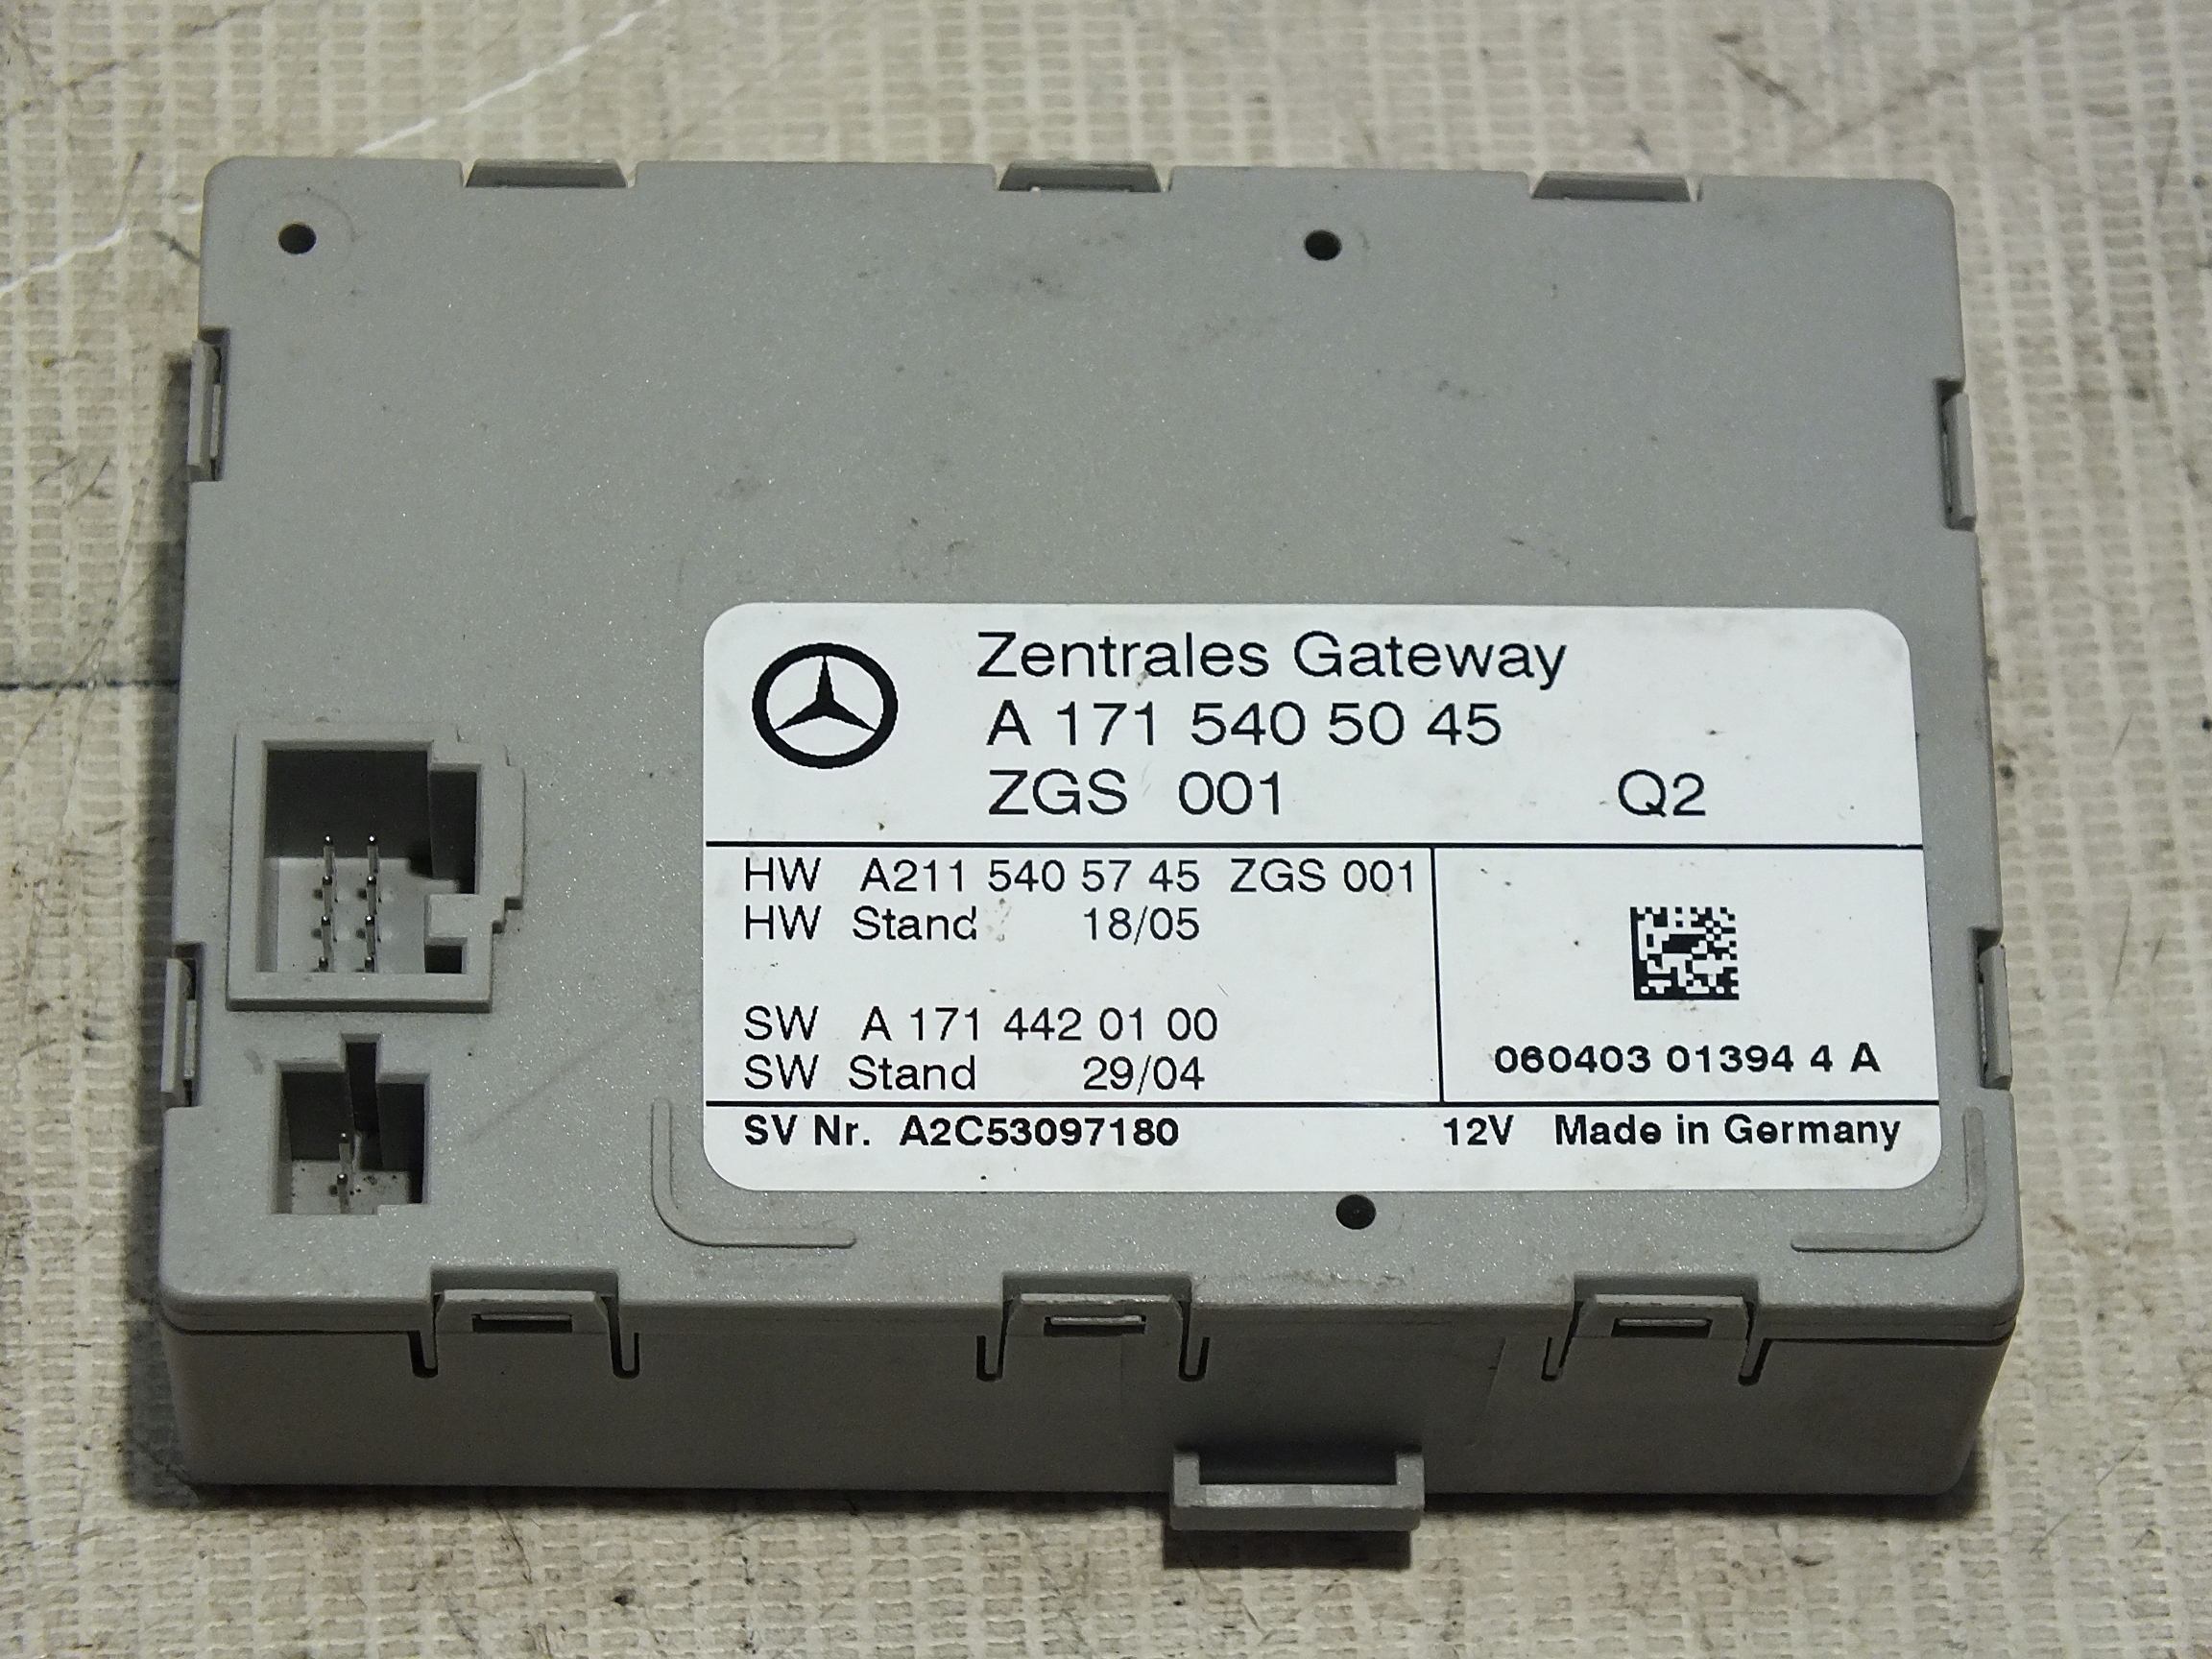 Zentrales Gateway
A 171 540 50 45
ZGS 001 Q2
HW A211 540 57 45 ZGS 001
HW Stand 18/05
SW A 171 442 01 00
SW Stand 29/04
060403 01394 4 A
SV Nr. A2C53097180 12V Made in Germany